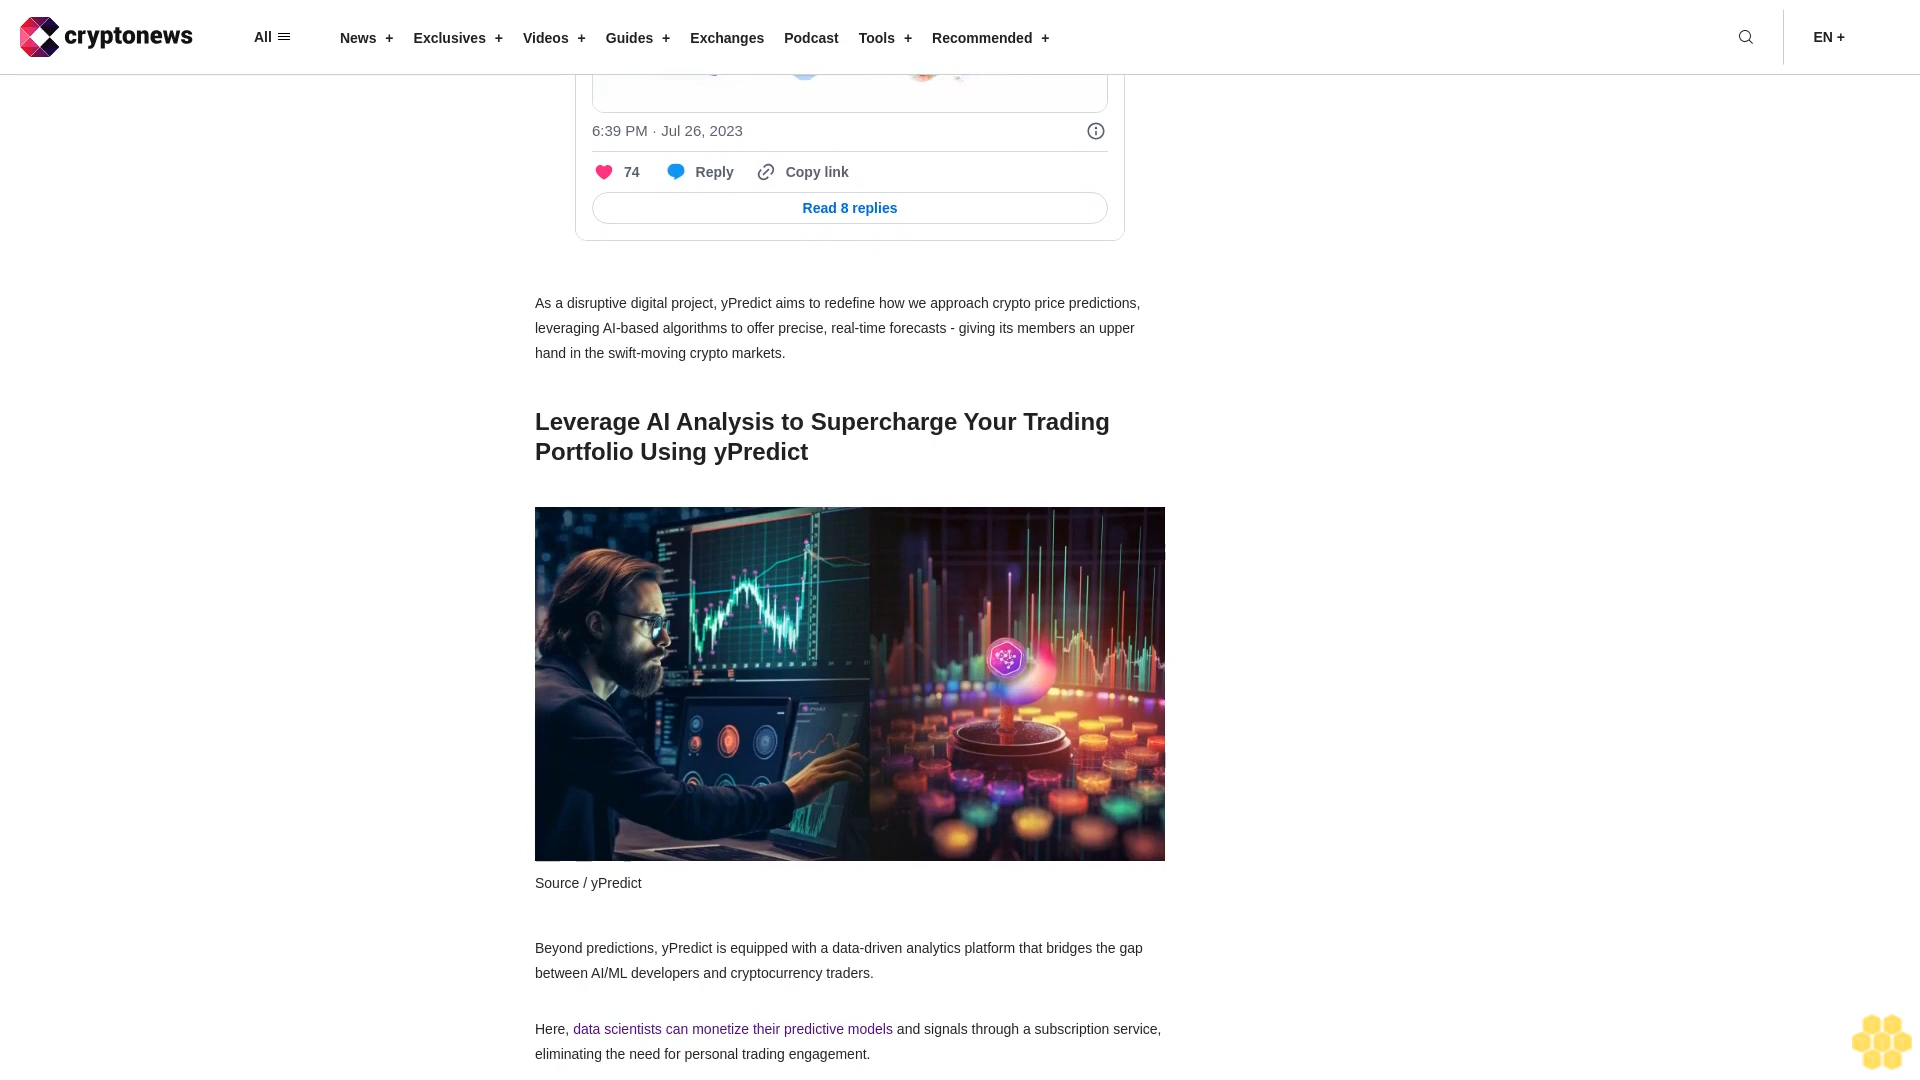 cryptonews
All
News +
Exclusives +
Videos +
Guides +
Exchanges
Podcast
Tools +
Recommended +
EN +
6:39 PM · Jul 26, 2023
74
Reply
Copy link
Read 8 replies
As a disruptive digital project, yPredict aims to redefine how we approach crypto price predictions,
leveraging AI-based algorithms to offer precise, real-time forecasts - giving its members an upper
hand in the swift-moving crypto markets.
Leverage AI Analysis to Supercharge Your Trading
Portfolio Using yPredict
Source / yPredict
Beyond predictions, yPredict is equipped with a data-driven analytics platform that bridges the gap
between AI/ML developers and cryptocurrency traders.
Here, data scientists can monetize their predictive models and signals through a subscription service,
eliminating the need for personal trading engagement.